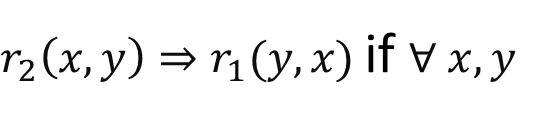 r₂(x, y) ⇒ r₁(y, x) if ∀ x, y